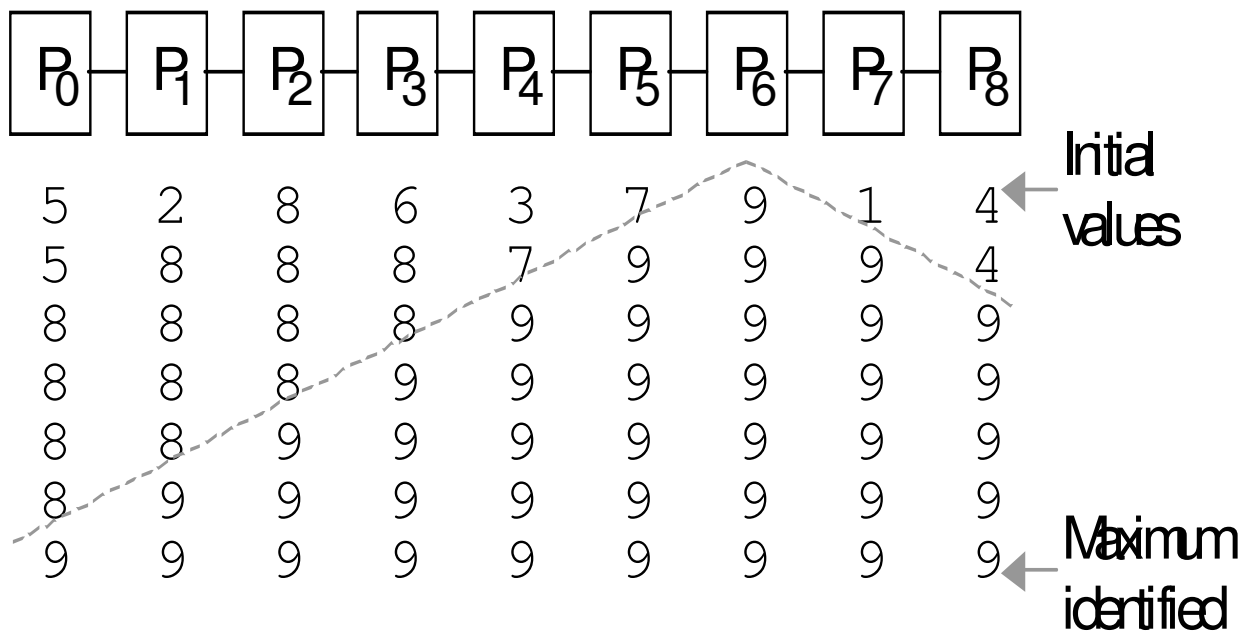 P0 P1 P2 P3 P4 P5 P6 P7 P8
Initial
values
5 2 8 6 3 7 9 1 4
5 8 8 8 7 9 9 9 4
8 8 8 8 9 9 9 9 9
8 8 8 9 9 9 9 9 9
8 8 9 9 9 9 9 9 9
8 9 9 9 9 9 9 9 9
9 9 9 9 9 9 9 9 9
Maximum
identified